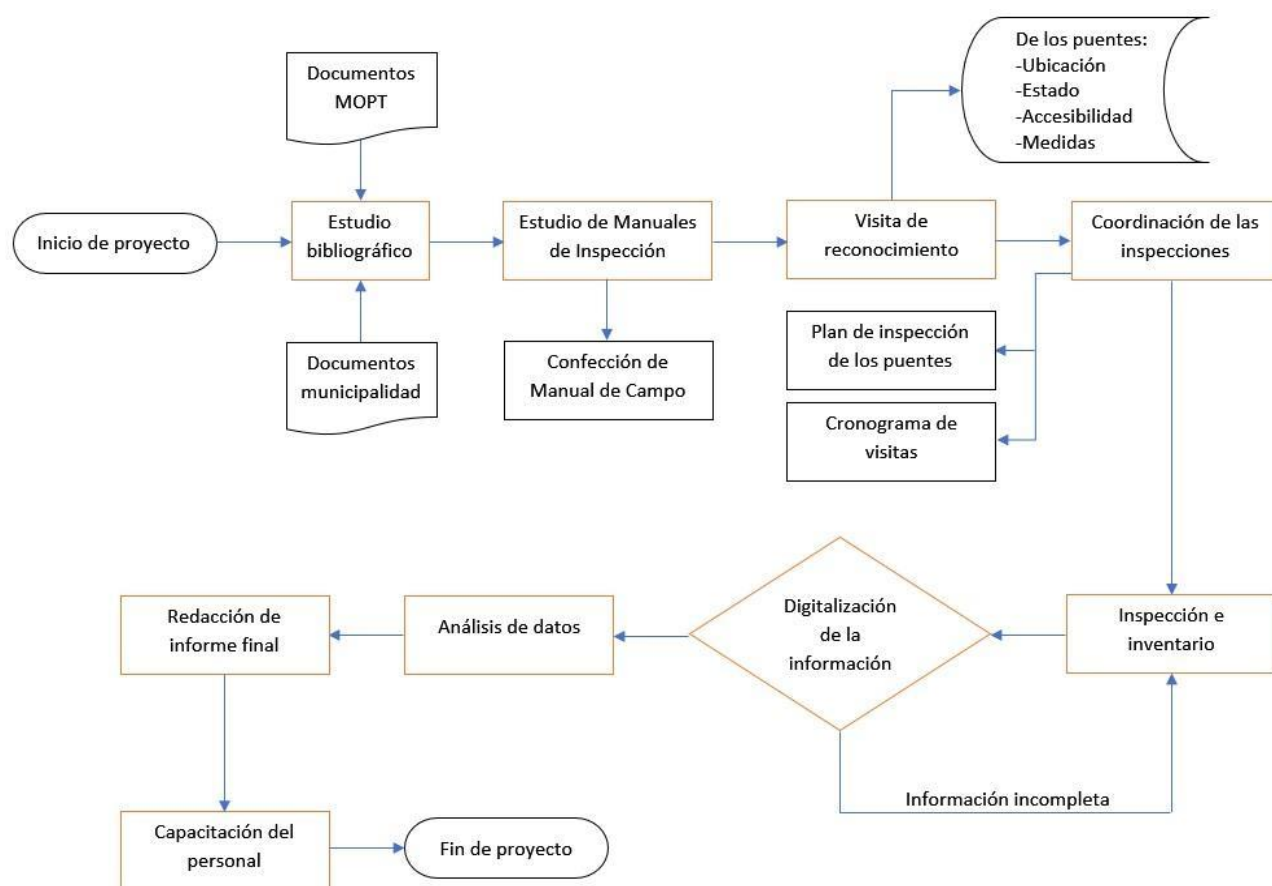 Documentos
MOPT
De los puentes:
-Ubicación
-Estado
-Accesibilidad
-Medidas
Inicio de proyecto
Estudio
bibliográfico
Estudio de Manuales
de Inspección
Visita de
reconocimiento
Coordinación de las
inspecciones
Documentos
municipalidad
Confección de
Manual de Campo
Plan de inspección
de los puentes
Cronograma de
visitas
Redacción de
informe final
Análisis de datos
Digitalización
de la
información
Inspección e
inventario
Información incompleta
Capacitación del
personal
Fin de proyecto